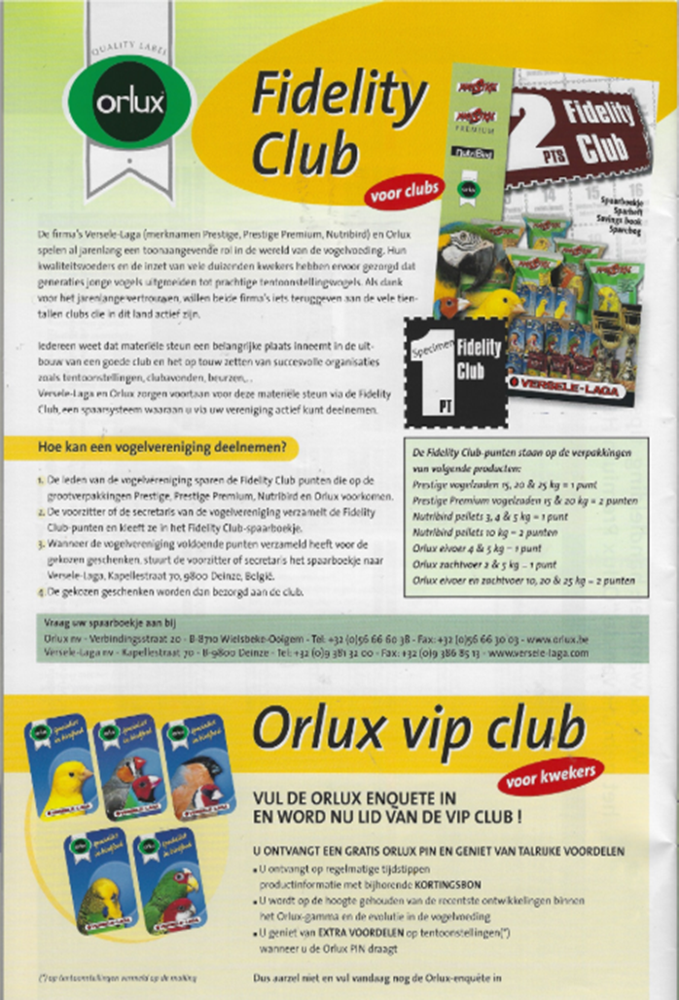 QUALITY LABEL
orlux
Fidelity
Club
voor clubs
PRESTIGE
PRESTIGE
PREMIUM
NutriBird
orlux
2
PTS
Fidelity
Club
Spaarboekje
Sparheft
Savings book
De firma's Versele-Laga (merknamen Prestige, Prestige Premium, Nutribird) en Orlux
spelen al jarenlang een toonaangevende rol in de wereld van de vogelvoeding. Hun
kwaliteitsvoeders en de inzet van vele duizenden kwekers hebben ervoor gezorgd dat
generaties jonge vogels uitgroeiden tot prachtige tentoonstellingsvogels. Als dank
voor het jarenlange vertrouwen, willen beide firma's iets teruggeven aan de vele tien-
tallen clubs die in dit land actief zijn.
Specimen
1
PT
Fidelity
Club
VERSELE-LAGA
Iedereen weet dat materiële steun een belangrijke plaats inneemt in de uit-
bouw van een goede club en het op touw zetten van succesvolle organisaties
zoals tentoonstellingen, clubavonden, beurzen,..
Versele-Laga en Orlux zorgen voortaan voor deze materiële steun via de Fidelity
Club, een spaarsysteem waaraan u via uw vereniging actief kunt deelnemen.
Hoe kan een vogelvereniging deelnemen?
1. De leden van de vogelvereniging sparen de Fidelity Club punten die op de
grootverpakkingen Prestige, Prestige Premium, Nutribird en Orlux voorkomen.
2. De voorzitter of de secretaris van de vogelvereniging verzamelt de Fidelity
Club-punten en kleeft ze in het Fidelity Club-spaarboekje.
3. Wanneer de vogelvereniging voldoende punten verzameld heeft voor de
gekozen geschenken, stuurt de voorzitter of secretaris het spaarboekje naar
Versele-Laga, Kapellestraat 70, 9800 Deinze, België.
4. De gekozen geschenken worden dan bezorgd aan de club.
De Fidelity Club-punten staan op de verpakkingen
van volgende producten:
Prestige vogelzaden 15, 20 & 25 kg = 1 punt
Prestige Premium vogelzaden 15 & 20 kg = 2 punten
Nutribird pellets 3, 4 & 5 kg = 1 punt
Nutribird pellets 10 kg = 2 punten
Orlux eivoer 4 & 5 kg = 1 punt
Orlux zachtvoer 2 & 5 kg = 1 punt
Orlux eivoer en zachtvoer 10, 20 & 25 kg = 2 punten
Vraag uw spaarboekje aan bij
Orlux nv - Verbindingsstraat 20 - B-8710 Wielsbeke-Ooigem - Tel: +32 (0)56 66 60 38 - Fax: +32 (0)56 66 30 03 - www.orlux.be
Versele-Laga nv - Kapellestraat 70 - B-9800 Deinze - Tel: +32 (0)9 381 32 00 - Fax: +32 (0)9 386 85 13 - www.versele-laga.com
Orlux vip club
voor kwekers
VERSELE-LAGA
VERSELE-LAGA
VERSELE-LAGA
VERSELE-LAGA
VERSELE-LAGA
VUL DE ORLUX ENQUETE IN
EN WORD NU LID VAN DE VIP CLUB !
U ONTVANGT EEN GRATIS ORLUX PIN EN GENIET VAN TALRIJKE VOORDELEN
▪ U ontvangt op regelmatige tijdstippen
productinformatie met bijhorende KORTINGSBON
▪ U wordt op de hoogte gehouden van de recentste ontwikkelingen binnen
het Orlux-gamma en de evolutie in de vogelvoeding
▪ U geniet van EXTRA VOORDELEN op tentoonstellingen(*)
wanneer u de Orlux PIN draagt
(*) op tentoonstellingen vermeld op de mailing
Dus aarzel niet en vul vandaag nog de Orlux-enquête in